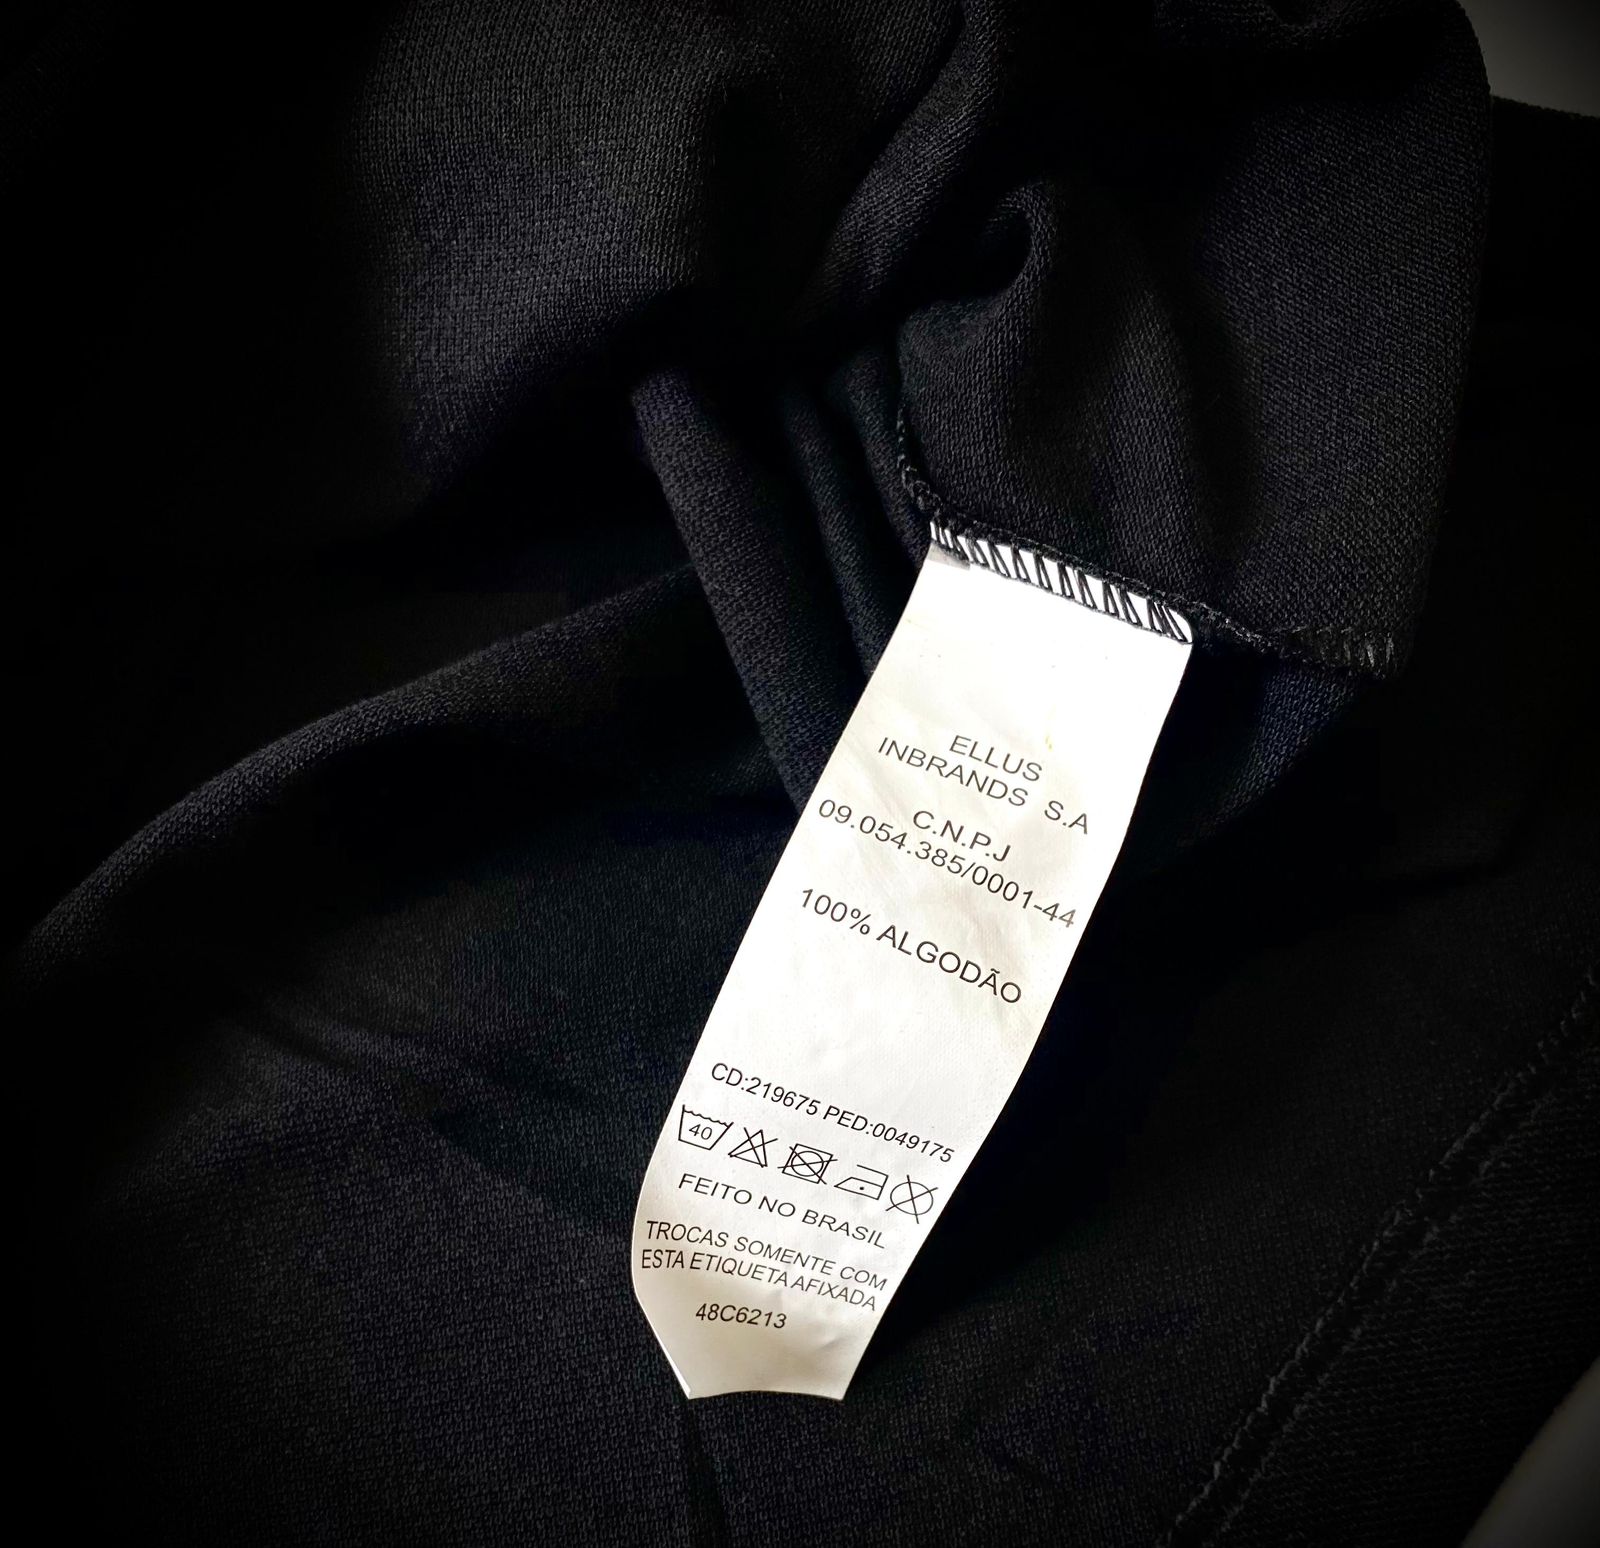 ELLUS
INBRANDS S.A
C.N.P.J
09.054.385/0001-44
100% ALGODÃO
CD:219675 PED:0049175
40
FEITO NO BRASIL
TROCAS SOMENTE COM
ESTA ETIQUETA AFIXADA
48C6213